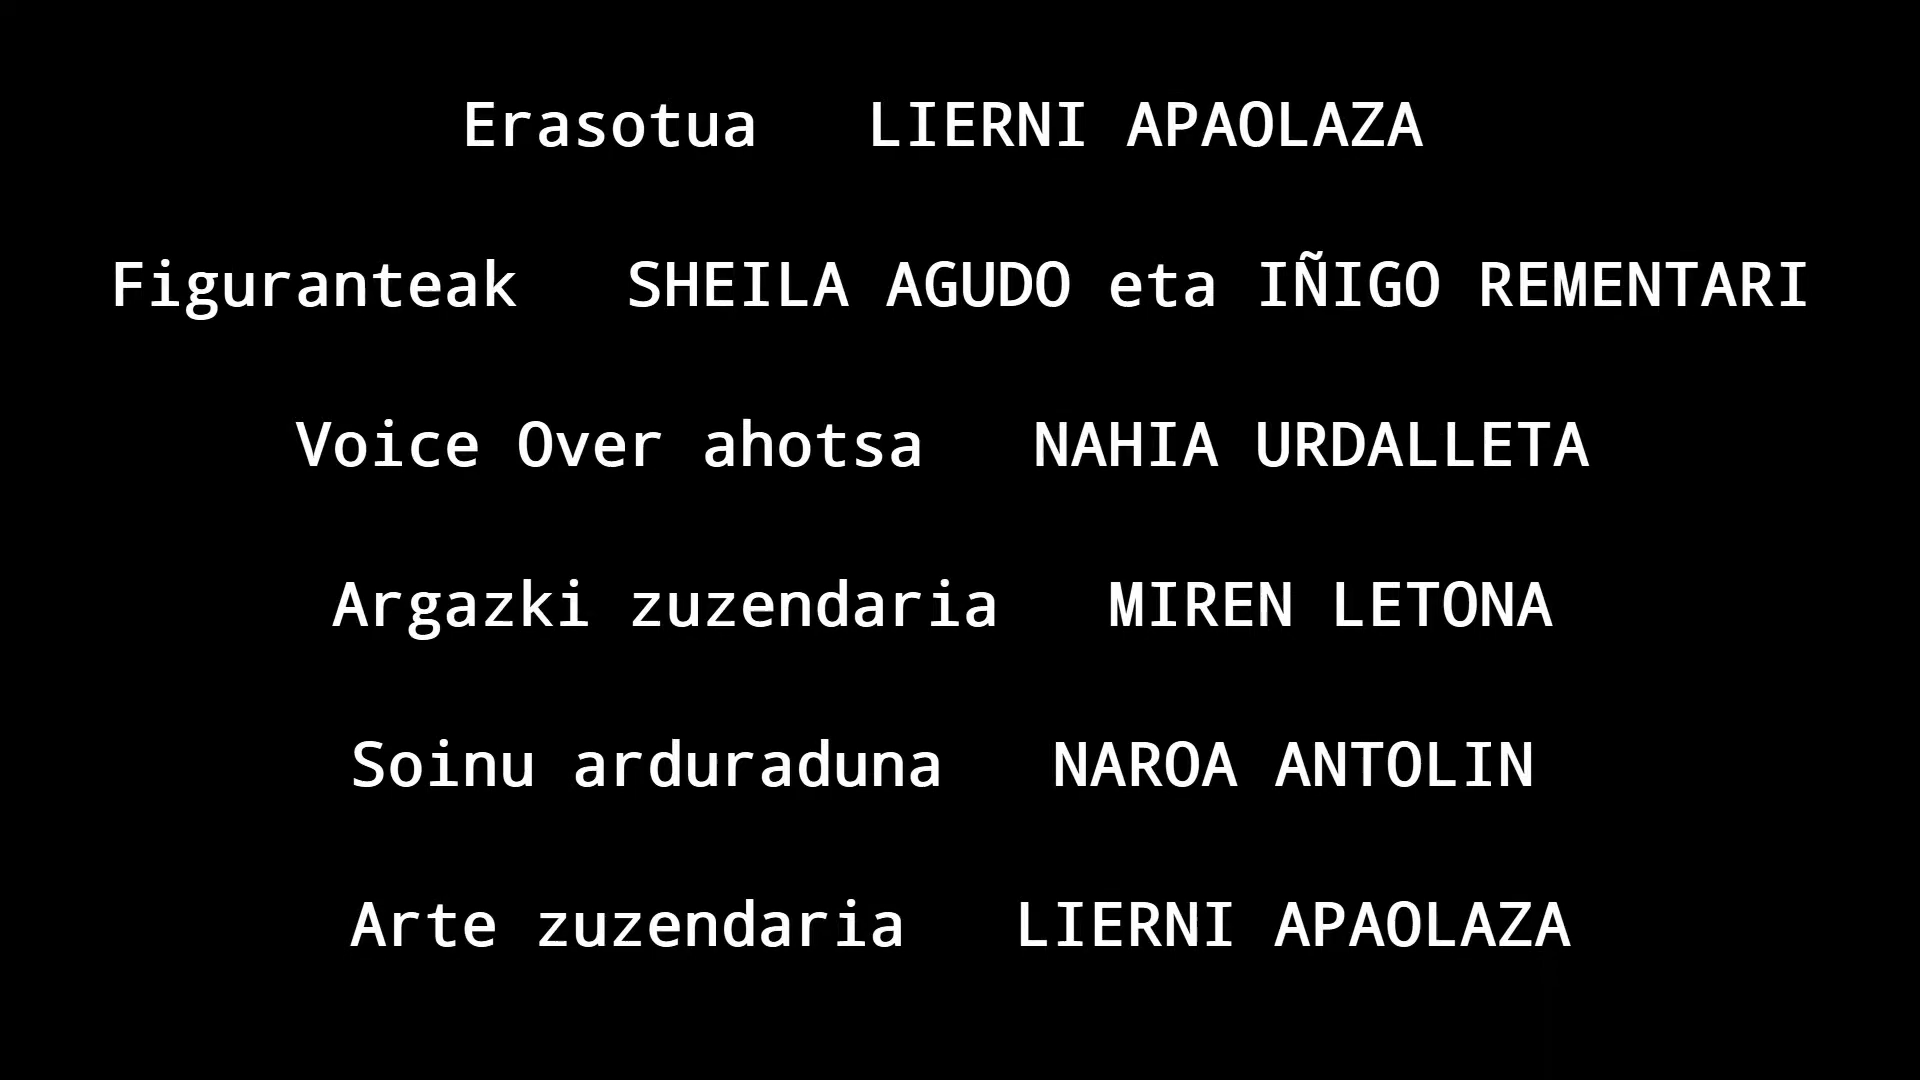 Erasotua LIERNI APAOLAZA
Figuranteak SHEILA AGUDO eta IÑIGO REMENTARI
Voice Over ahotsa NAHIA URDALLETA
Argazki zuzendaria MIREN LETONA
Soinu arduraduna NAROA ANTOLIN
Arte zuzendaria LIERNI APAOLAZA